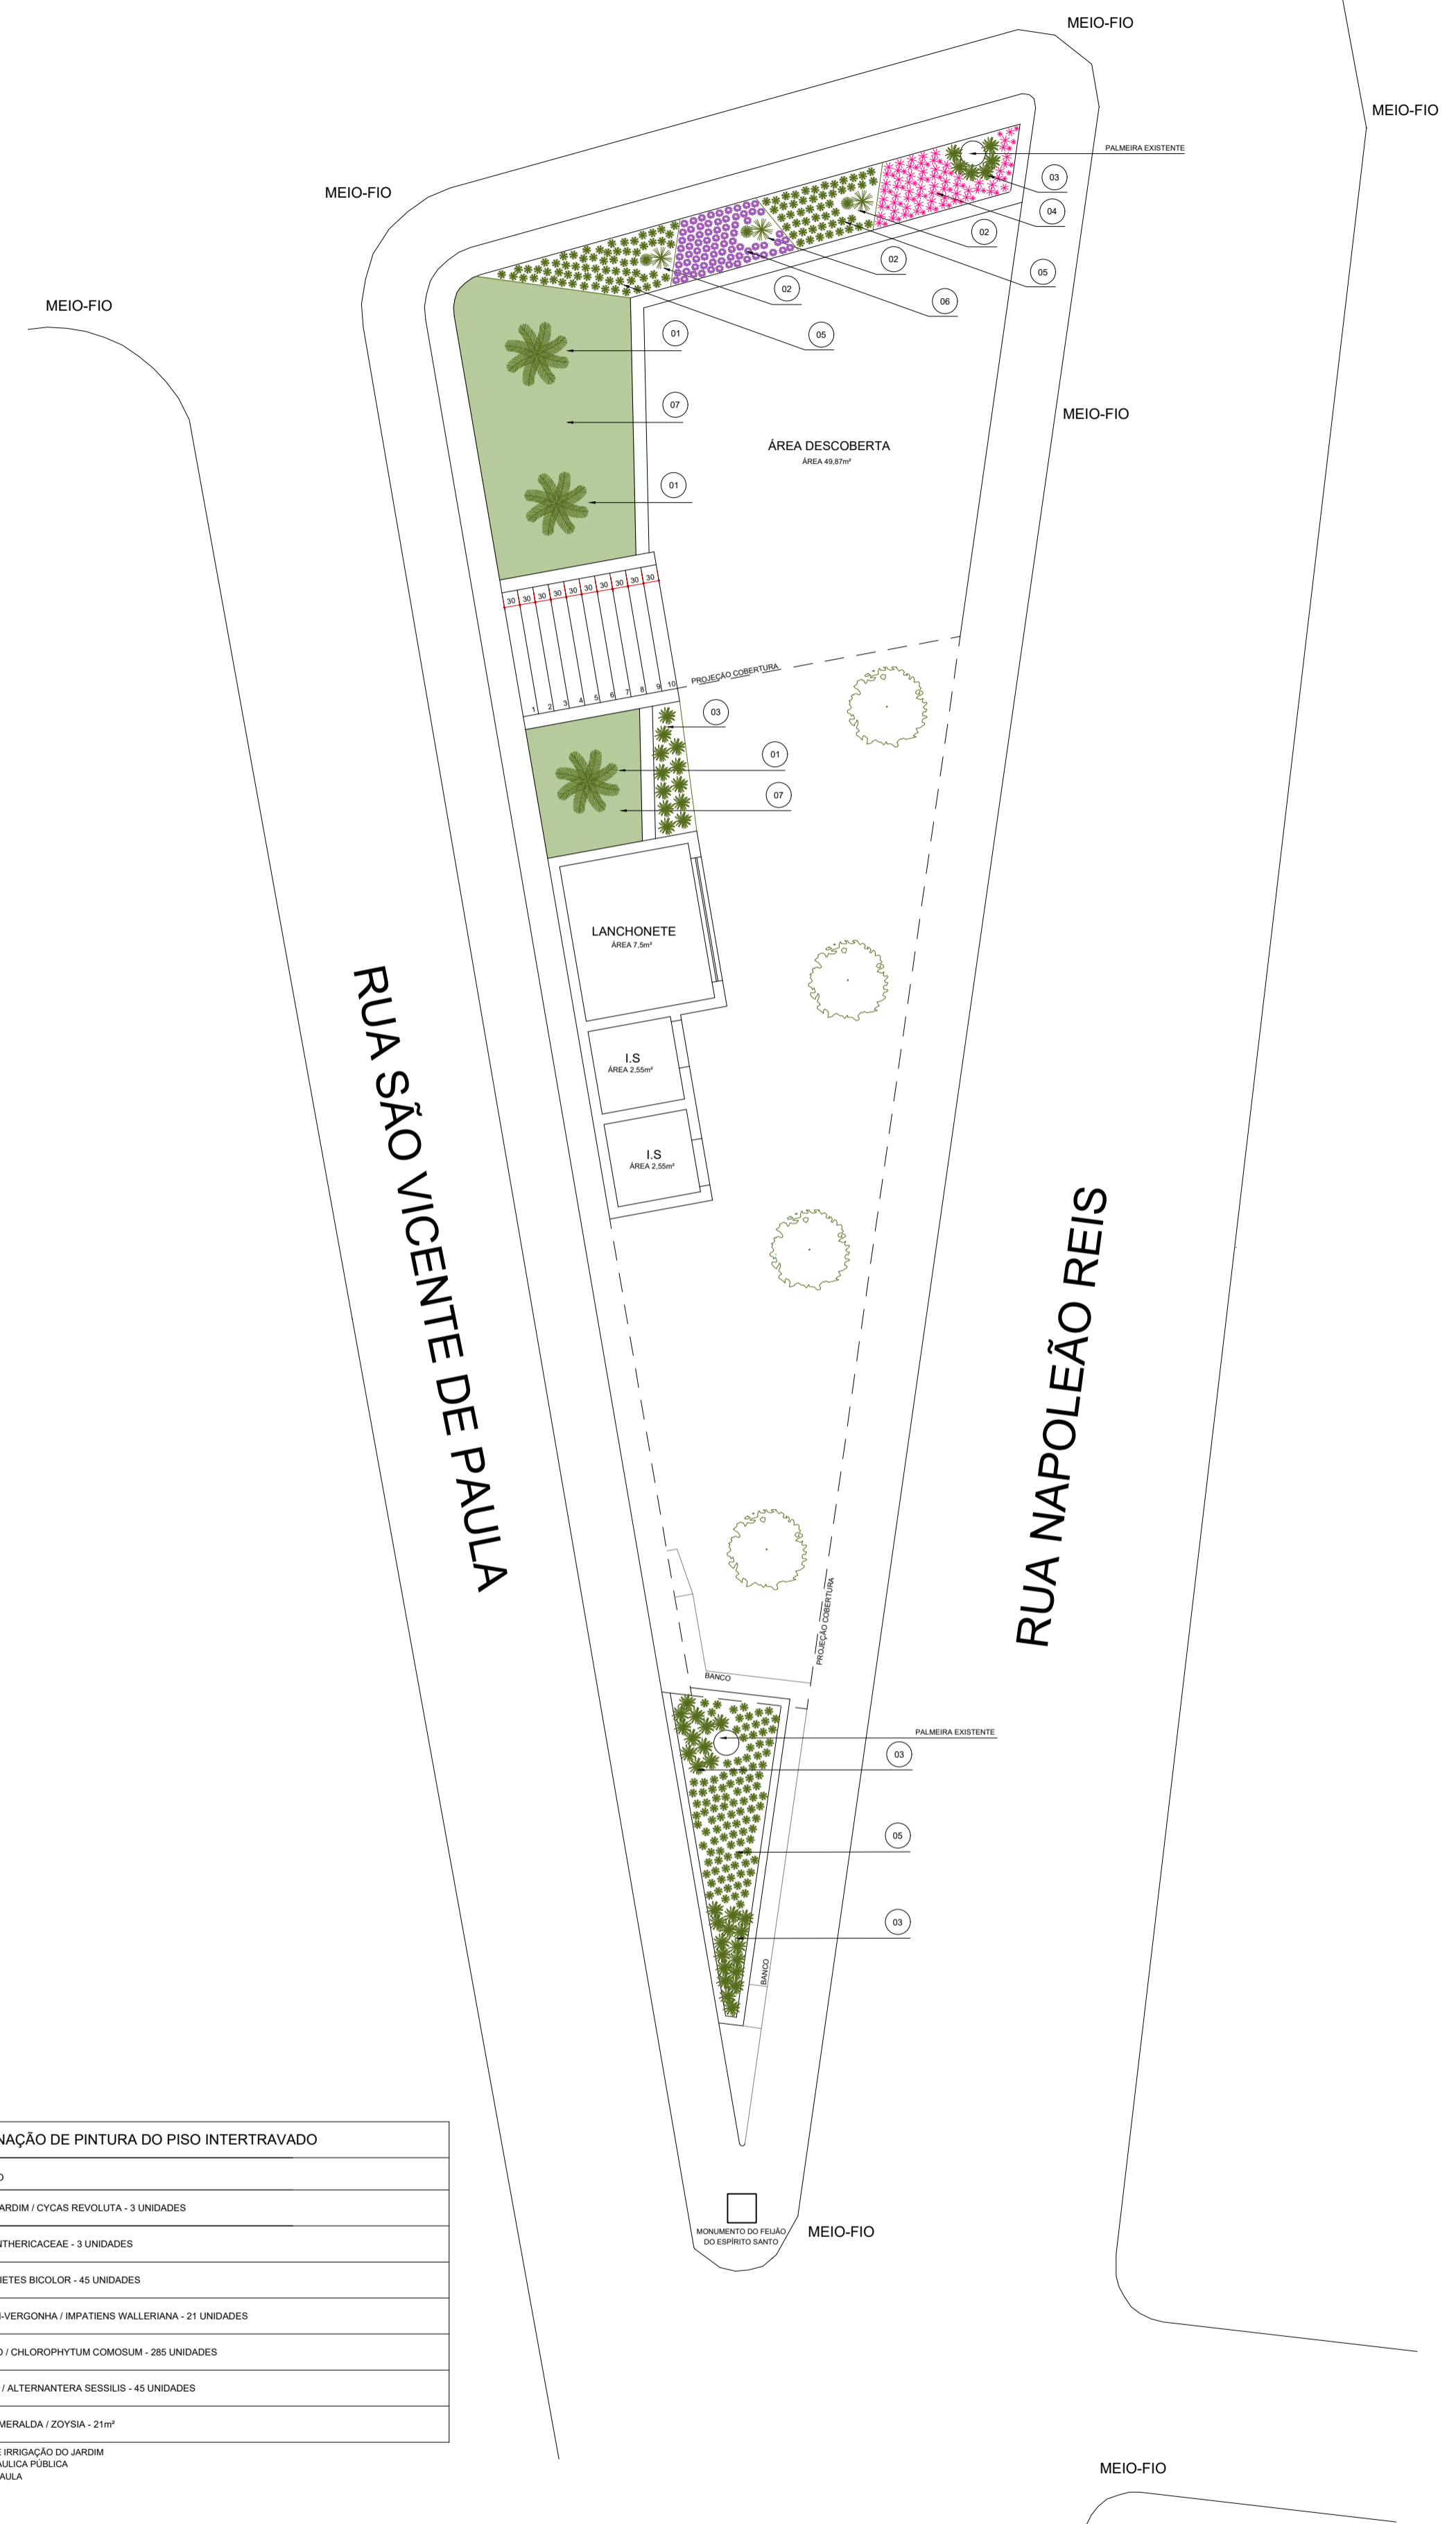 MEIO-FIO
MEIO-FIO
PALMEIRA EXISTENTE
03
MEIO-FIO
04
02
02
05
MEIO-FIO
02
06
01
05
07
MEIO-FIO
ÁREA DESCOBERTA
ÁREA 49,87m²
01
30 30 30 30 30 30 30 30 30 30
PROJEÇÃO COBERTURA
1 2 3 4 5 6 7 8 9 10
03
01
07
LANCHONETE
ÁREA 7,5m²
I.S
ÁREA 2,55m²
I.S
ÁREA 2,55m²
RUA SÃO VICENTE DE PAULA
RUA NAPOLEÃO REIS
PROJEÇÃO COBERTURA
BANCO
PALMEIRA EXISTENTE
03
05
03
BANCO
NAÇÃO DE PINTURA DO PISO INTERTRAVADO
O
ARDIM / CYCAS REVOLUTA - 3 UNIDADES
NTHERICACEAE - 3 UNIDADES
IETES BICOLOR - 45 UNIDADES
I-VERGONHA / IMPATIENS WALLERIANA - 21 UNIDADES
O / CHLOROPHYTUM COMOSUM - 285 UNIDADES
/ ALTERNANTERA SESSILIS - 45 UNIDADES
MERALDA / ZOYSIA - 21m²
E IRRIGAÇÃO DO JARDIM
AULICA PÚBLICA
AULA
MONUMENTO DO FEIJÃO
DO ESPÍRITO SANTO
MEIO-FIO
MEIO-FIO